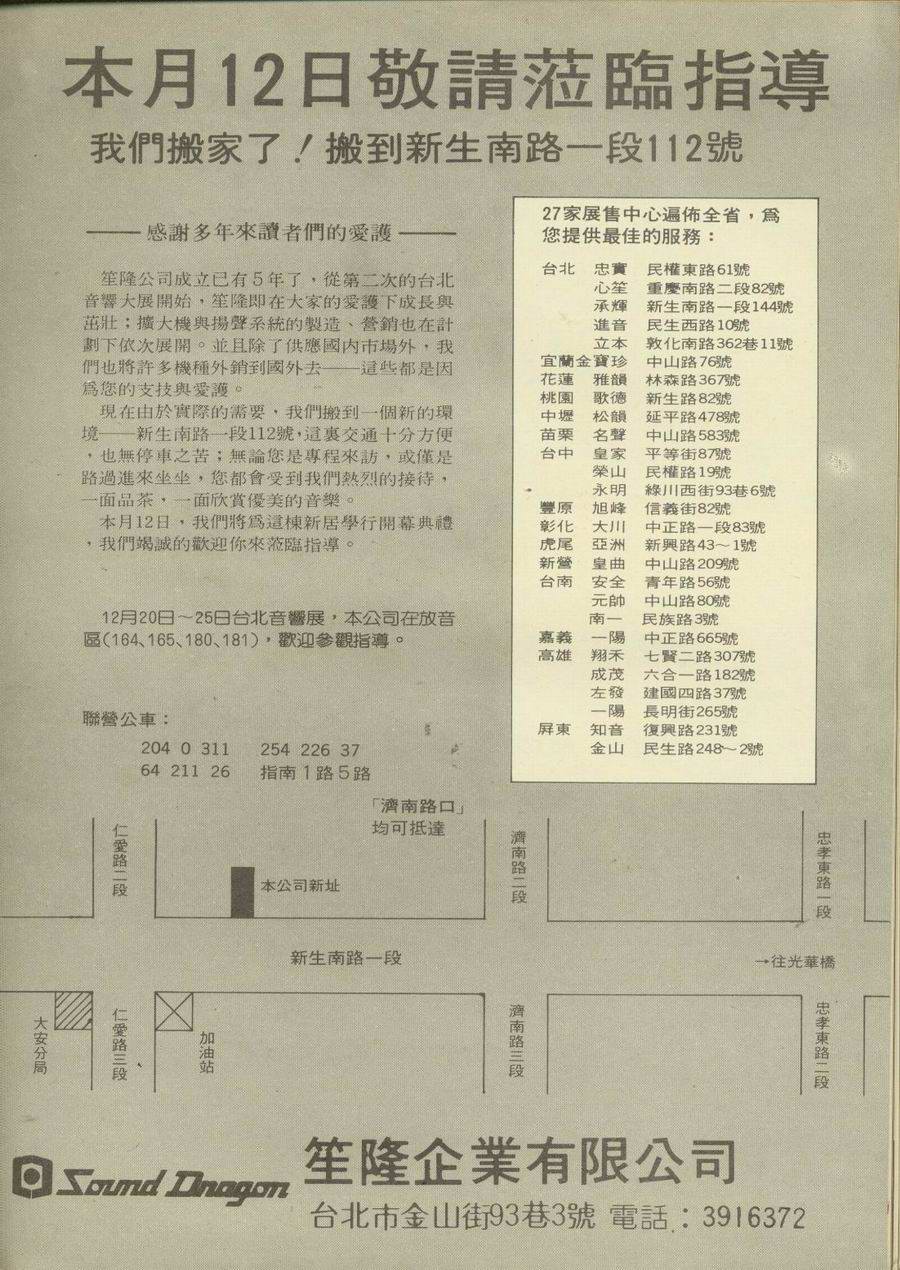 本月12日敬請蒞臨指導
我們搬家了！搬到新生南路一段112號
——感謝多年來讀者們的愛護——
笙隆公司成立已有5年了，從第二次的台北
音響大展開始，笙隆即在大家的愛護下成長與
茁壯；擴大機與揚聲系統的製造、營銷也在計
劃下依次展開。並且除了供應國內市場外，我
們也將許多機種外銷到國外去——這些都是因
為您的支技與愛護。
現在由於實際的需要，我們搬到一個新的環
境——新生南路一段112號，這裏交通十分方便
，也無停車之苦；無論您是專程來訪，或僅是
路過進來坐坐，您都會受到我們熱烈的接待，
一面品茶，一面欣賞優美的音樂。
本月12日，我們將為這棟新居學行開幕典禮
，我們竭誠的歡迎你來蒞臨指導。
12月20日～25日台北音響展，本公司在放音
區(164、165、180、181)，歡迎參觀指導。
聯營公車：
204 0 311 254 226 37
64 211 26 指南1路5路
「濟南路口」
均可抵達
27家展售中心遍佈全省，為
您提供最佳的服務：
台北 忠實 民權東路61號
心笙 重慶南路二段82號
承輝 新生南路一段144號
進音 民生西路10號
立本 敦化南路362巷11號
宜蘭金寶珍 中山路76號
花蓮 雅韻 林森路367號
桃園 歌德 新生路82號
中壢 松韻 延平路478號
苗栗 名聲 中山路583號
台中 皇家 平等街87號
榮山 民權路19號
永明 綠川西街93巷6號
豐原 旭峰 信義街82號
彰化 大川 中正路一段83號
虎尾 亞洲 新興路43～1號
新營 皇曲 中山路209號
台南 安全 青年路56號
元帥 中山路80號
南一 民族路3號
嘉義 一陽 中正路665號
高雄 翔禾 七賢二路307號
成茂 六合一路182號
左發 建國四路37號
一陽 長明街265號
屏東 知音 復興路231號
金山 民生路248～2號
仁愛路二段
本公司新址
濟南路二段
忠孝東路一段
新生南路一段
→往光華橋
大安分局
仁愛路三段
加油站
濟南路三段
忠孝東路二段
Sound Dragon
笙隆企業有限公司
台北市金山街93巷3號 電話：3916372